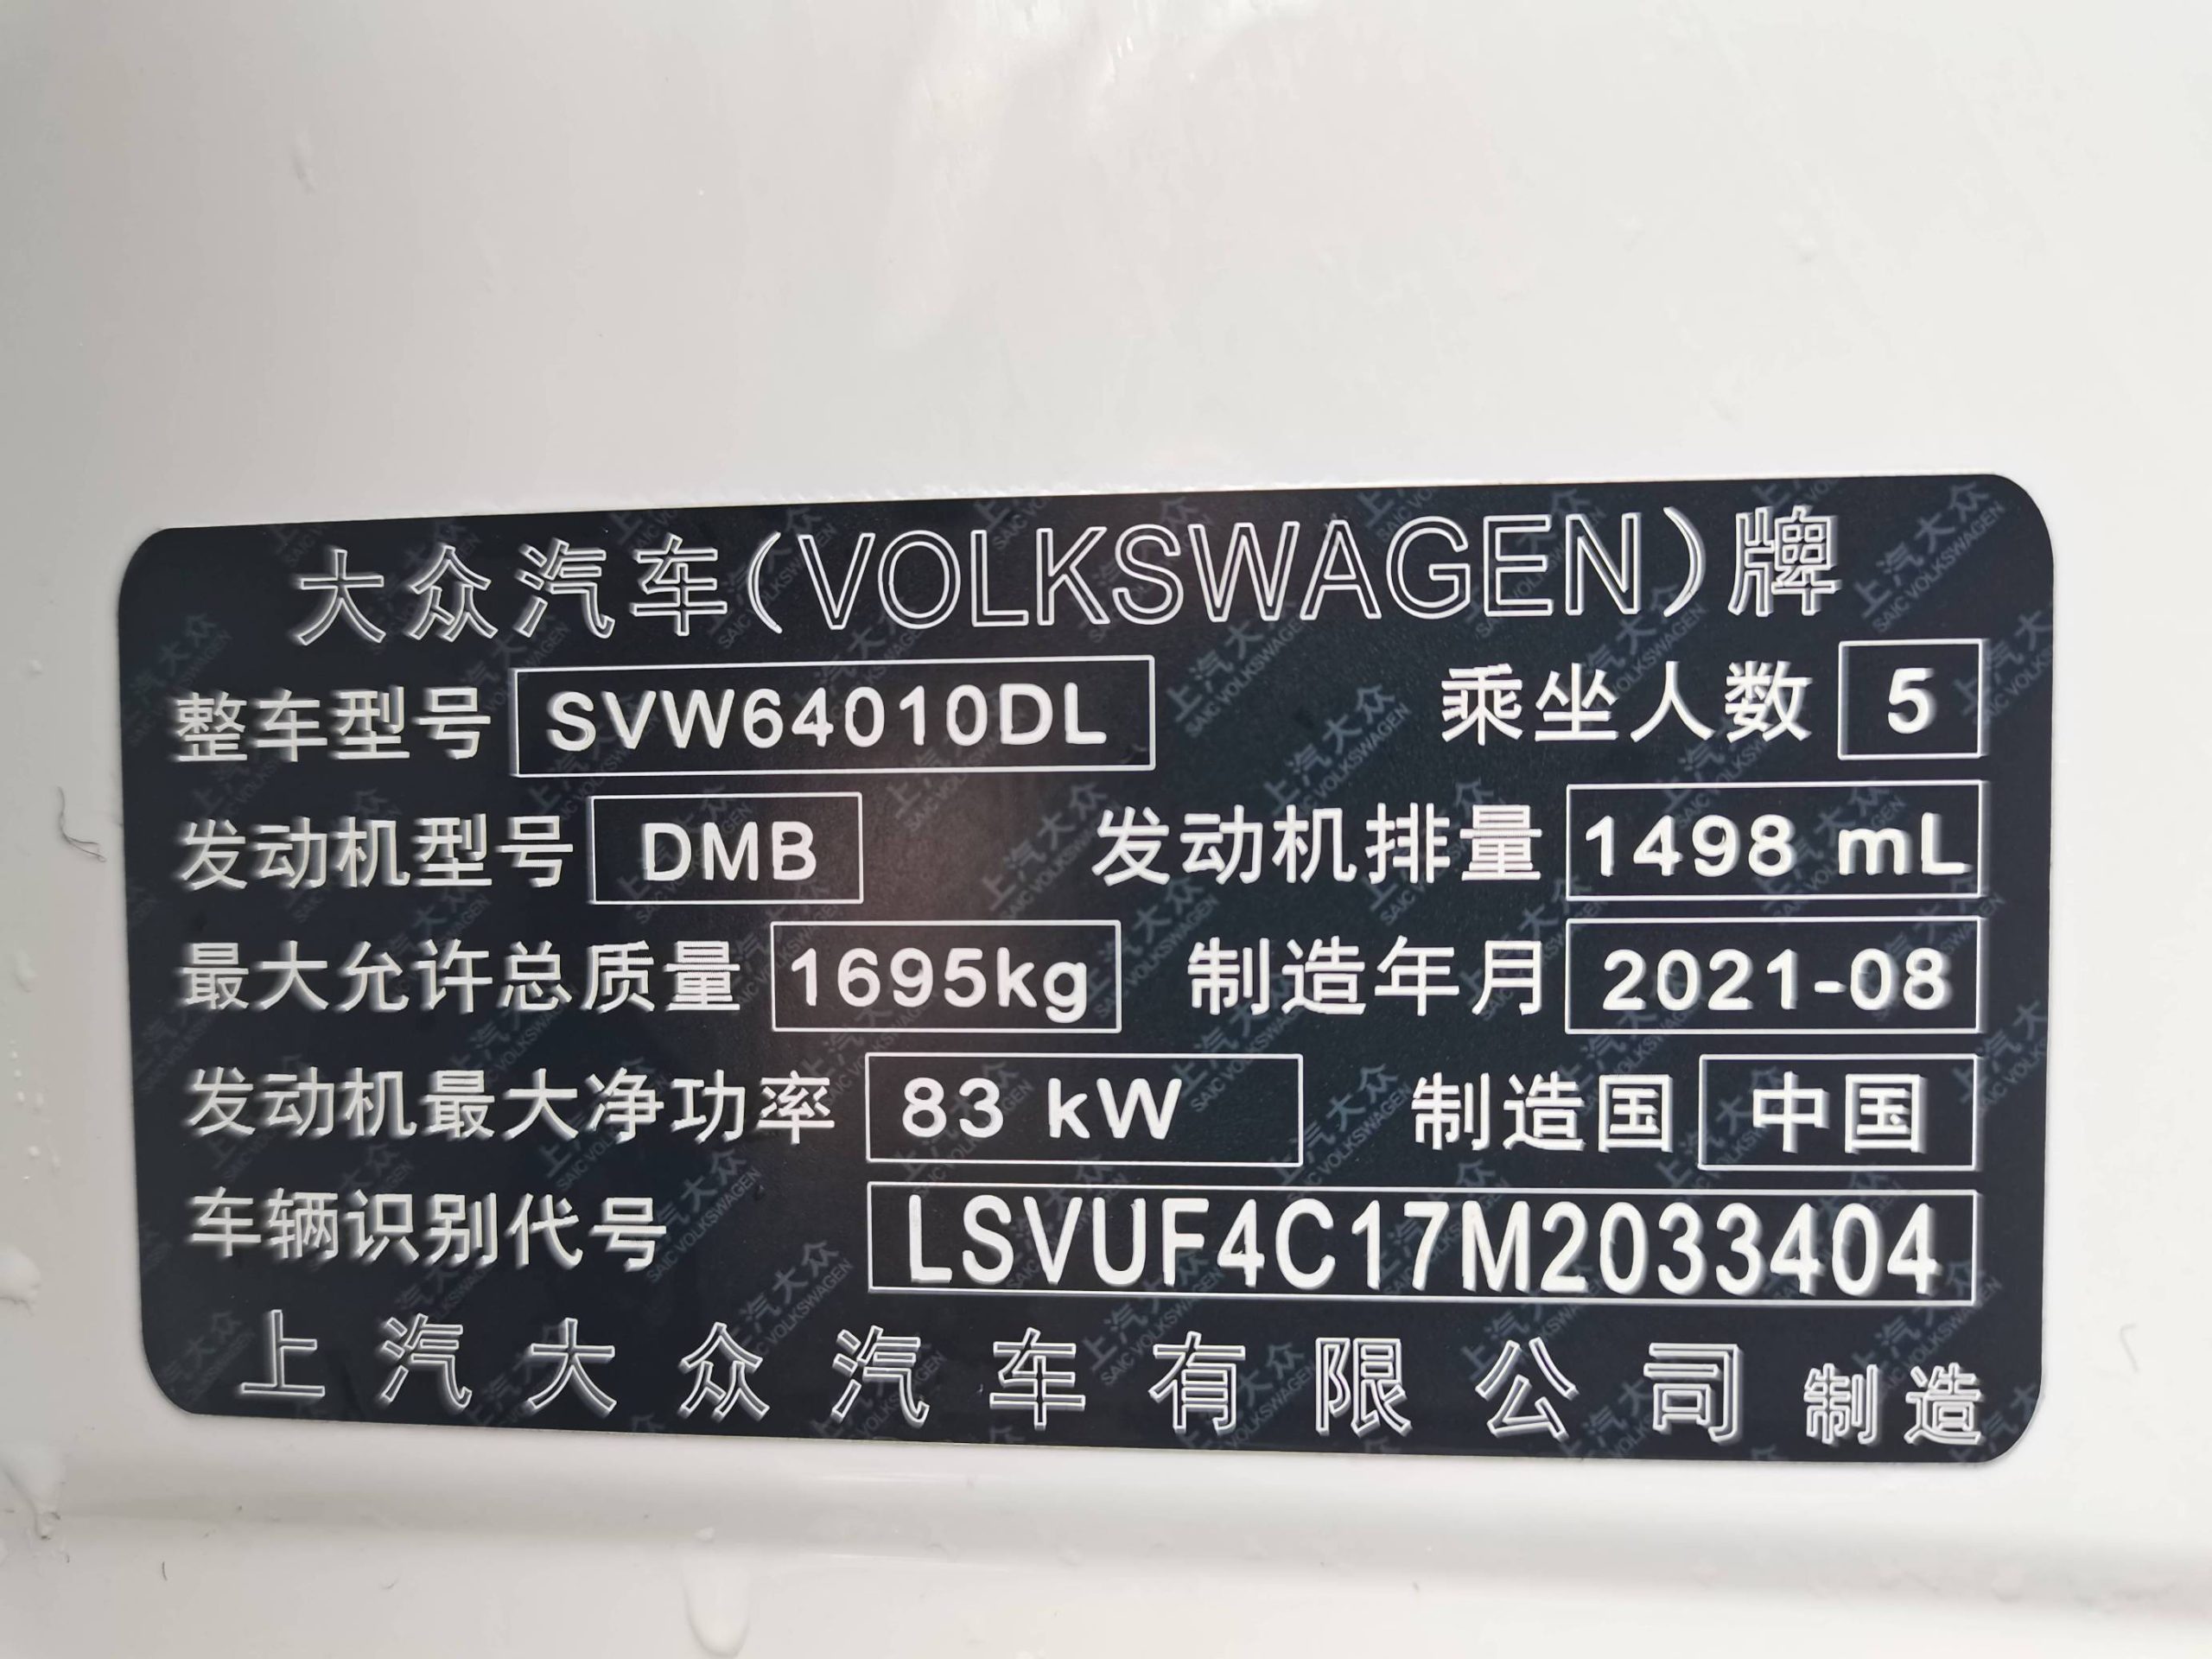 大众汽车(VOLKSWAGEN)牌
整车型号 SVW64010DL 乘坐人数 5
发动机型号 DMB 发动机排量 1498 mL
最大允许总质量 1695kg 制造年月 2021-08
发动机最大净功率 83 kW 制造国 中国
车辆识别代号 LSVUF4C17M2033404
上汽大众汽车有限公司 制造